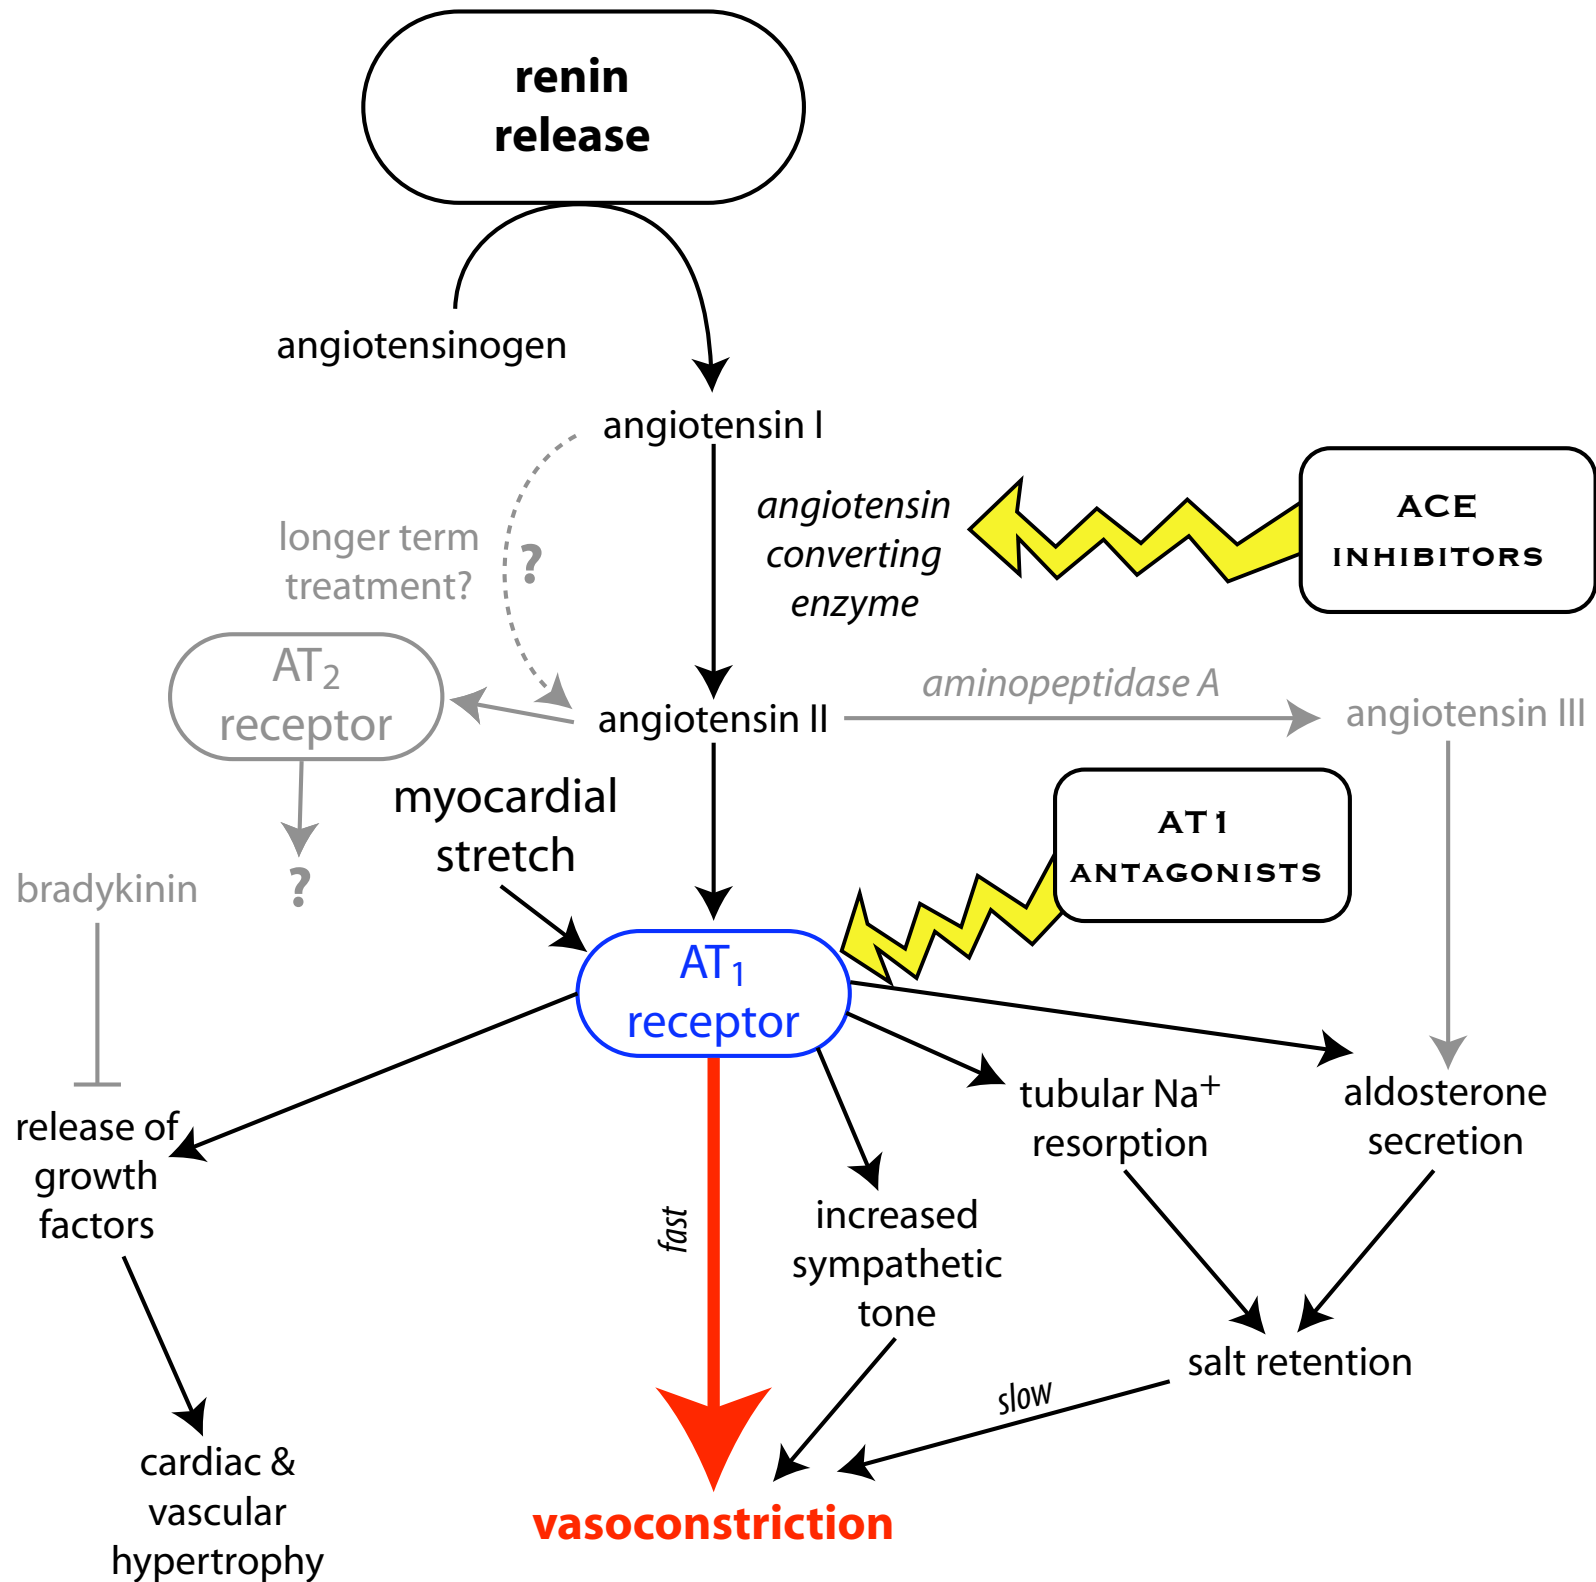 renin
release
angiotensinogen
angiotensin I
longer term
treatment?
?
angiotensin
converting
enzyme
ACE
INHIBITORS
AT2
receptor
angiotensin II
aminopeptidase A
angiotensin III
?
myocardial
stretch
AT1
ANTAGONISTS
bradykinin
AT1
receptor
release of
growth
factors
fast
increased
sympathetic
tone
tubular Na+
resorption
aldosterone
secretion
salt retention
slow
cardiac &
vascular
hypertrophy
vasoconstriction